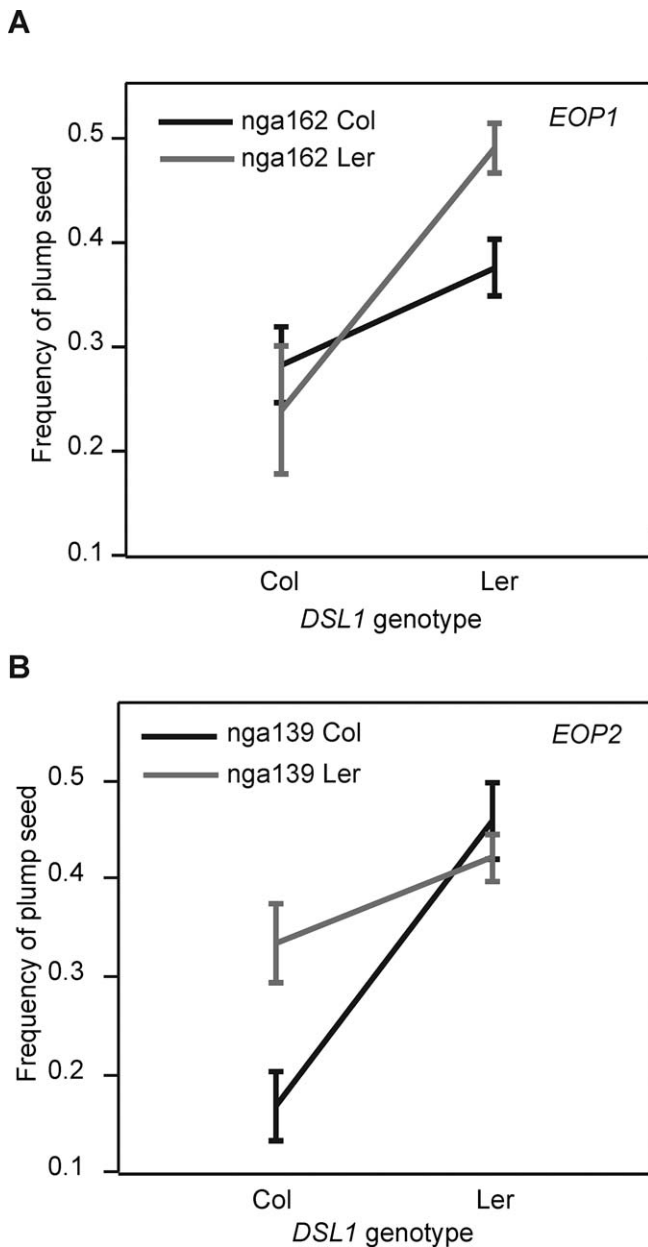 A
nga162 Col
nga162 Ler
EOP1
Frequency of plump seed
0.5
0.4
0.3
0.2
0.1
Col
Ler
DSL1 genotype
B
nga139 Col
nga139 Ler
EOP2
Frequency of plump seed
0.5
0.4
0.3
0.2
0.1
Col
Ler
DSL1 genotype